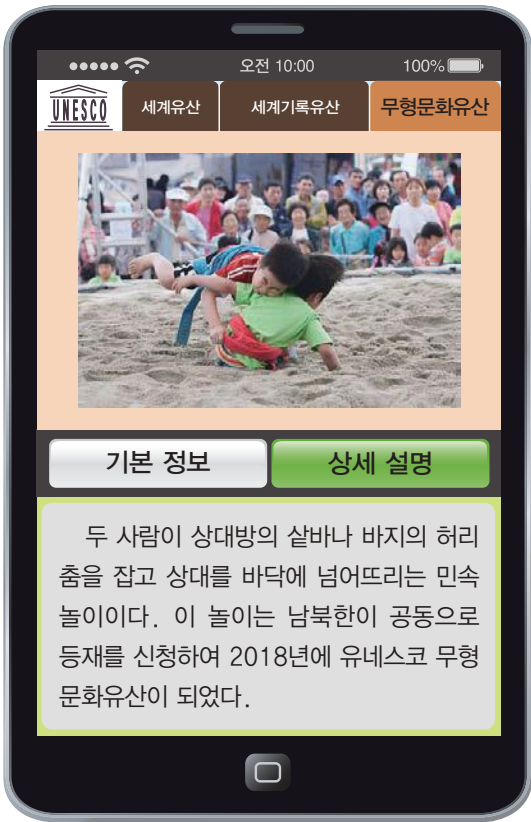 오전 10:00 100%
UNESCO 세계유산 세계기록유산 무형문화유산
기본 정보 상세 설명
두 사람이 상대방의 샅바나 바지의 허리
춤을 잡고 상대를 바닥에 넘어뜨리는 민속
놀이이다. 이 놀이는 남북한이 공동으로
등재를 신청하여 2018년에 유네스코 무형
문화유산이 되었다.